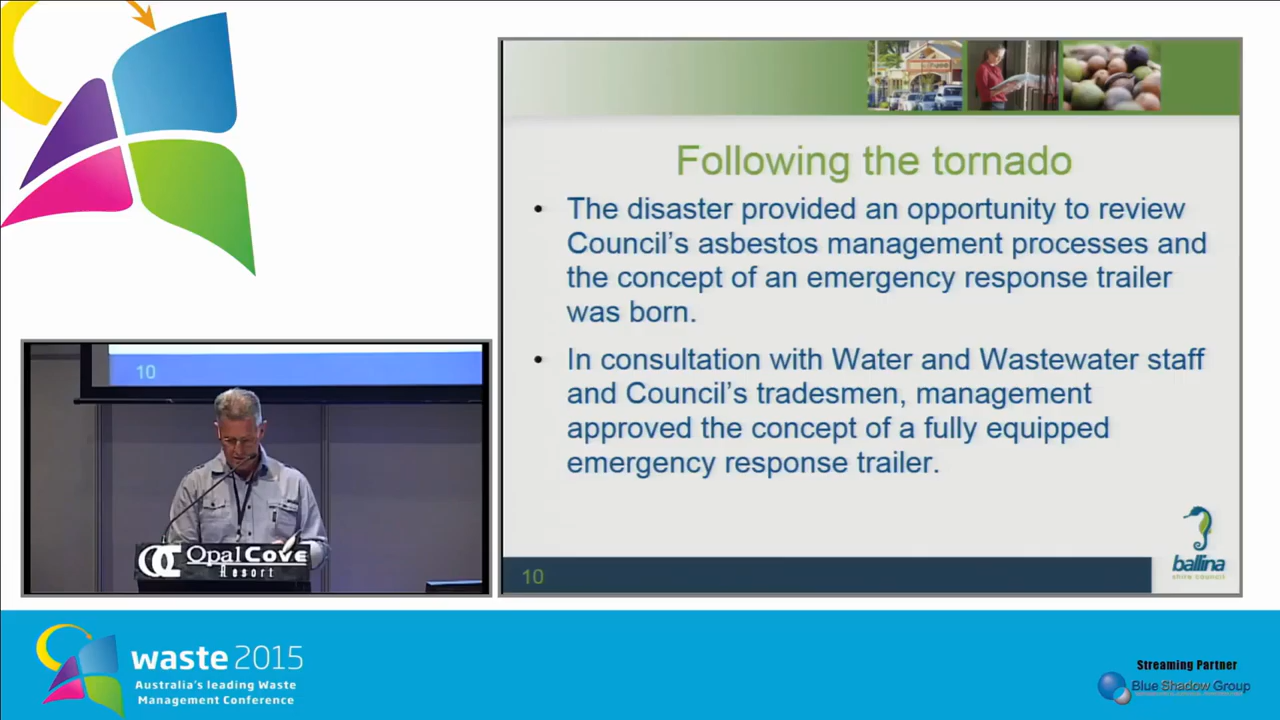 Following the tornado
• The disaster provided an opportunity to review
Council's asbestos management processes and
the concept of an emergency response trailer
was born.
• In consultation with Water and Wastewater staff
and Council's tradesmen, management
approved the concept of a fully equipped
emergency response trailer.
10
ballina
shire council
10
OC OpalCove
Resort
waste 2015
Australia's leading Waste
Management Conference
Streaming Partner
Blue Shadow Group